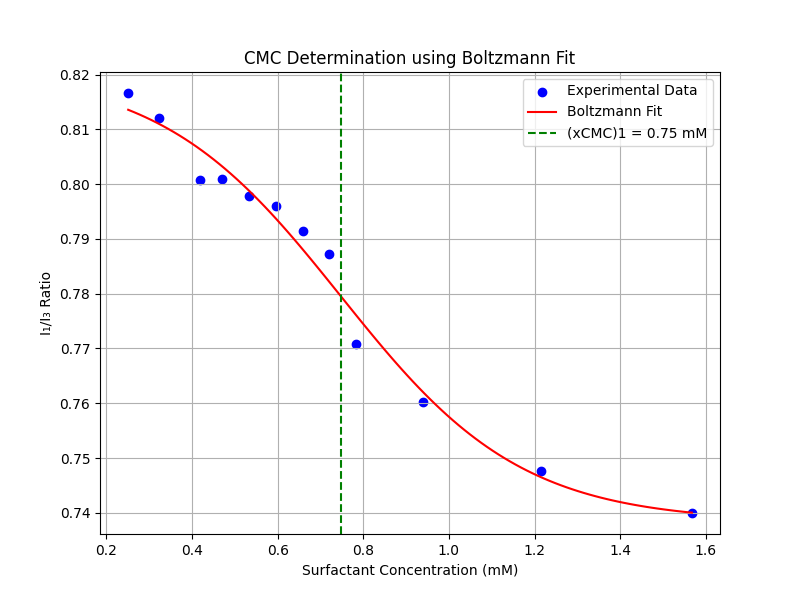 CMC Determination using Boltzmann Fit
Experimental Data
Boltzmann Fit
(xCMC)1 = 0.75 mM
I₁/I₃ Ratio
0.82
0.81
0.80
0.79
0.78
0.77
0.76
0.75
0.74
0.2 0.4 0.6 0.8 1.0 1.2 1.4 1.6
Surfactant Concentration (mM)